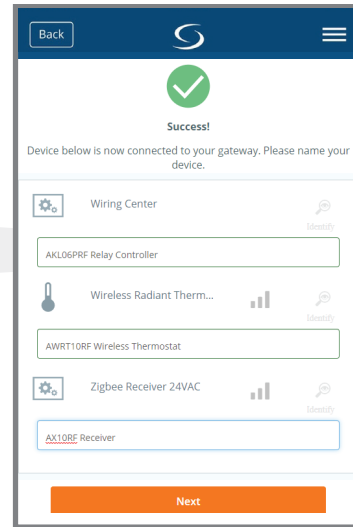 Back
Success!
Device below is now connected to your gateway. Please name your
device.
Wiring Center
Identify
AKL06PRF Relay Controller
Wireless Radiant Therm...
Identify
AWRT10RF Wireless Thermostat
Zigbee Receiver 24VAC
Identify
AX10RF Receiver
Next